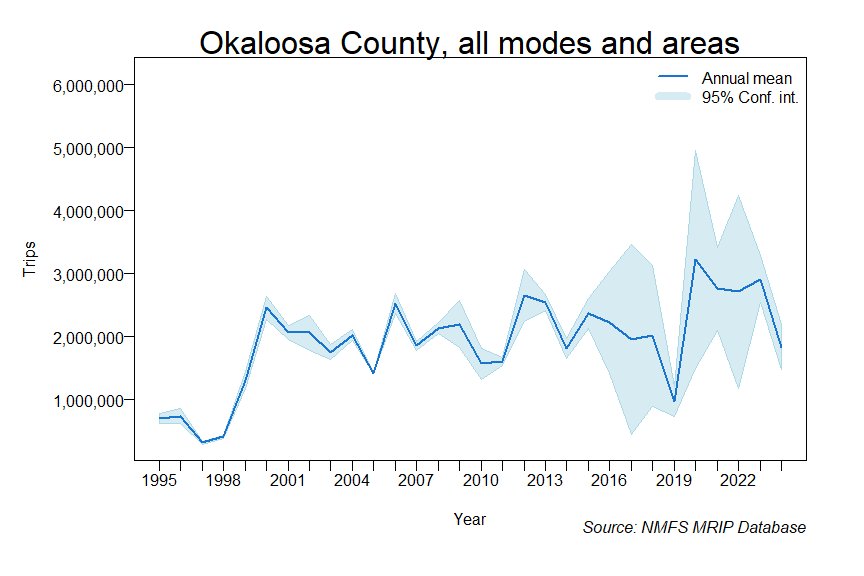 Okaloosa County, all modes and areas
Annual mean
95% Conf. int.
6,000,000
5,000,000
4,000,000
3,000,000
2,000,000
1,000,000
Trips
1995 1998 2001 2004 2007 2010 2013 2016 2019 2022
Year
Source: NMFS MRIP Database